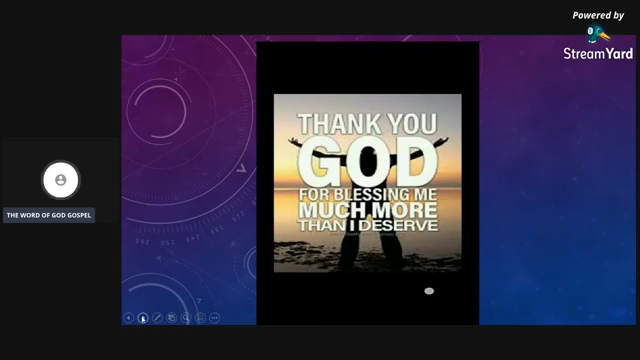 Powered by
StreamYard
THANK YOU
GOD
FOR BLESSING ME
MUCH MORE
THAN I DESERVE
THE WORD OF GOD GOSPEL